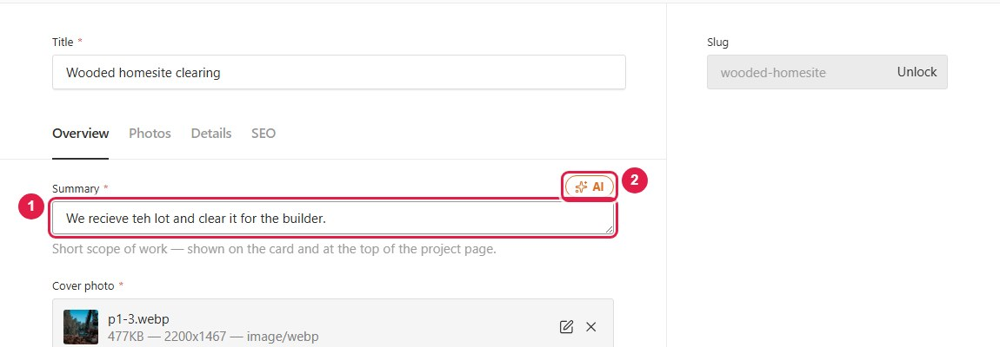 Title *
Wooded homesite clearing
Slug
wooded-homesite
Unlock
Overview
Photos
Details
SEO
Summary *
AI
2
1
We recieve teh lot and clear it for the builder.
Short scope of work — shown on the card and at the top of the project page.
Cover photo *
p1-3.webp
477KB — 2200x1467 — image/webp